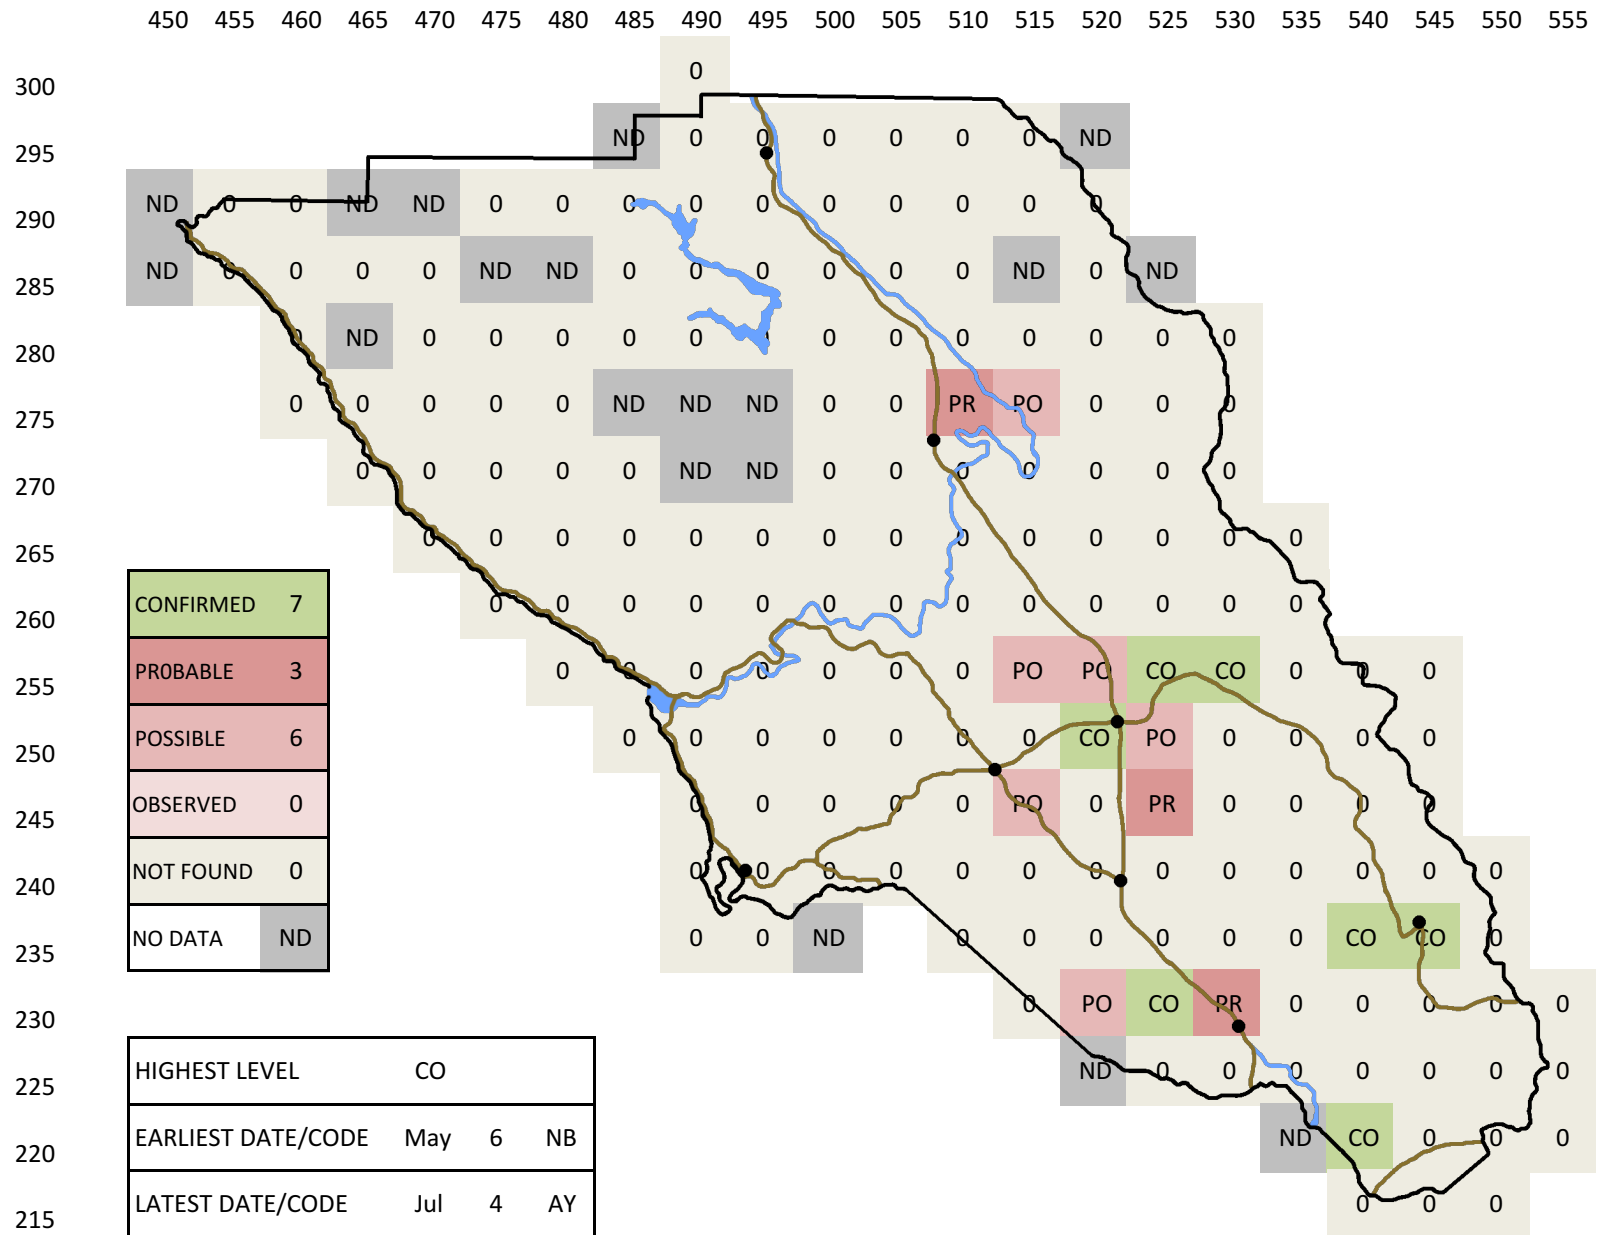 450 455 460 465 470 475 480 485 490 495 500 505 510 515 520 525 530 535 540 545 550 555
300 0
295 ND 0 0 0 0 0 0 ND
290 ND 0 0 ND ND 0 0 0 0 0 0 0 0 0 0
285 ND 0 0 0 0 ND ND 0 0 0 0 0 0 ND 0 ND
280 0 ND 0 0 0 0 0 0 0 0 0 0 0 0 0
275 0 0 0 0 0 ND ND ND 0 0 PR PO 0 0 0
270 0 0 0 0 0 ND ND 0 0 0 0 0 0 0
265 0 0 0 0 0 0 0 0 0 0 0 0 0 0
260 0 0 0 0 0 0 0 0 0 0 0 0 0
255 0 0 0 0 0 0 0 PO PO CO CO 0 0 0
250 0 0 0 0 0 0 0 CO PO 0 0 0 0
245 0 0 0 0 0 PO 0 PR 0 0 0 0
240 0 0 0 0 0 0 0 0 0 0 0 0 0
235 0 0 ND 0 0 0 0 0 0 CO CO 0
230 0 PO CO PR 0 0 0 0 0
225 ND 0 0 0 0 0 0 0
220 ND CO 0 0 0
215 0 0 0
CONFIRMED 7
PR0BABLE 3
POSSIBLE 6
OBSERVED 0
NOT FOUND 0
NO DATA ND
HIGHEST LEVEL CO
EARLIEST DATE/CODE May 6 NB
LATEST DATE/CODE Jul 4 AY